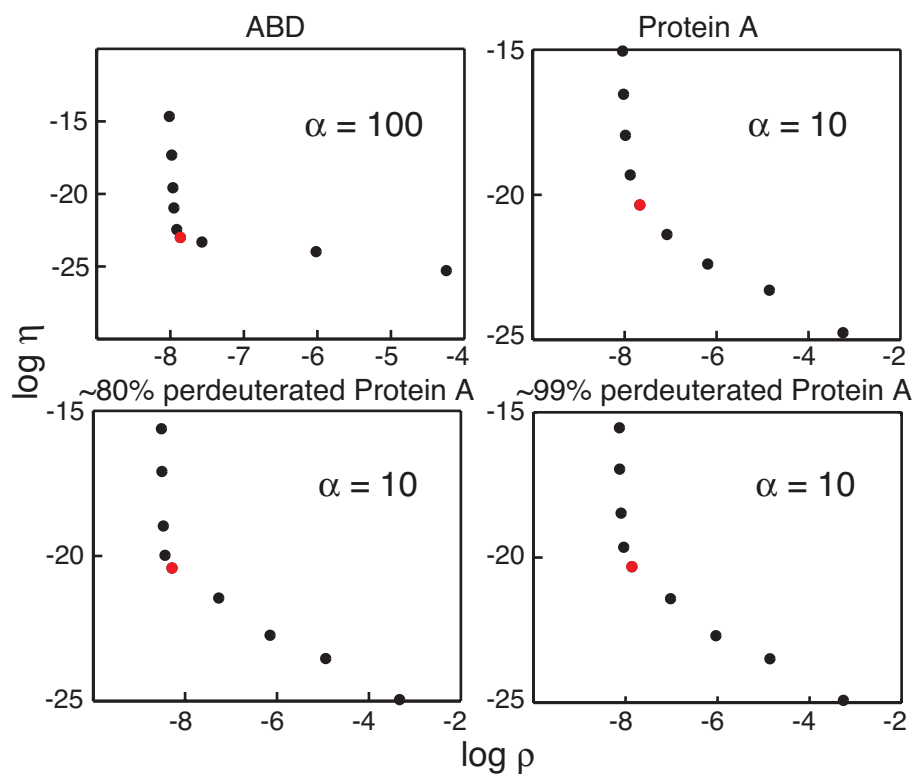 ABD
Protein A
-15
-20
-25
α = 100
-8
-7
-6
-5
-4
-15
-20
-25
α = 10
-8
-6
-4
-2
log η
~80% perdeuterated Protein A
~99% perdeuterated Protein A
-15
-20
-25
α = 10
-8
-6
-4
-2
-15
-20
-25
α = 10
-8
-6
-4
-2
log ρ